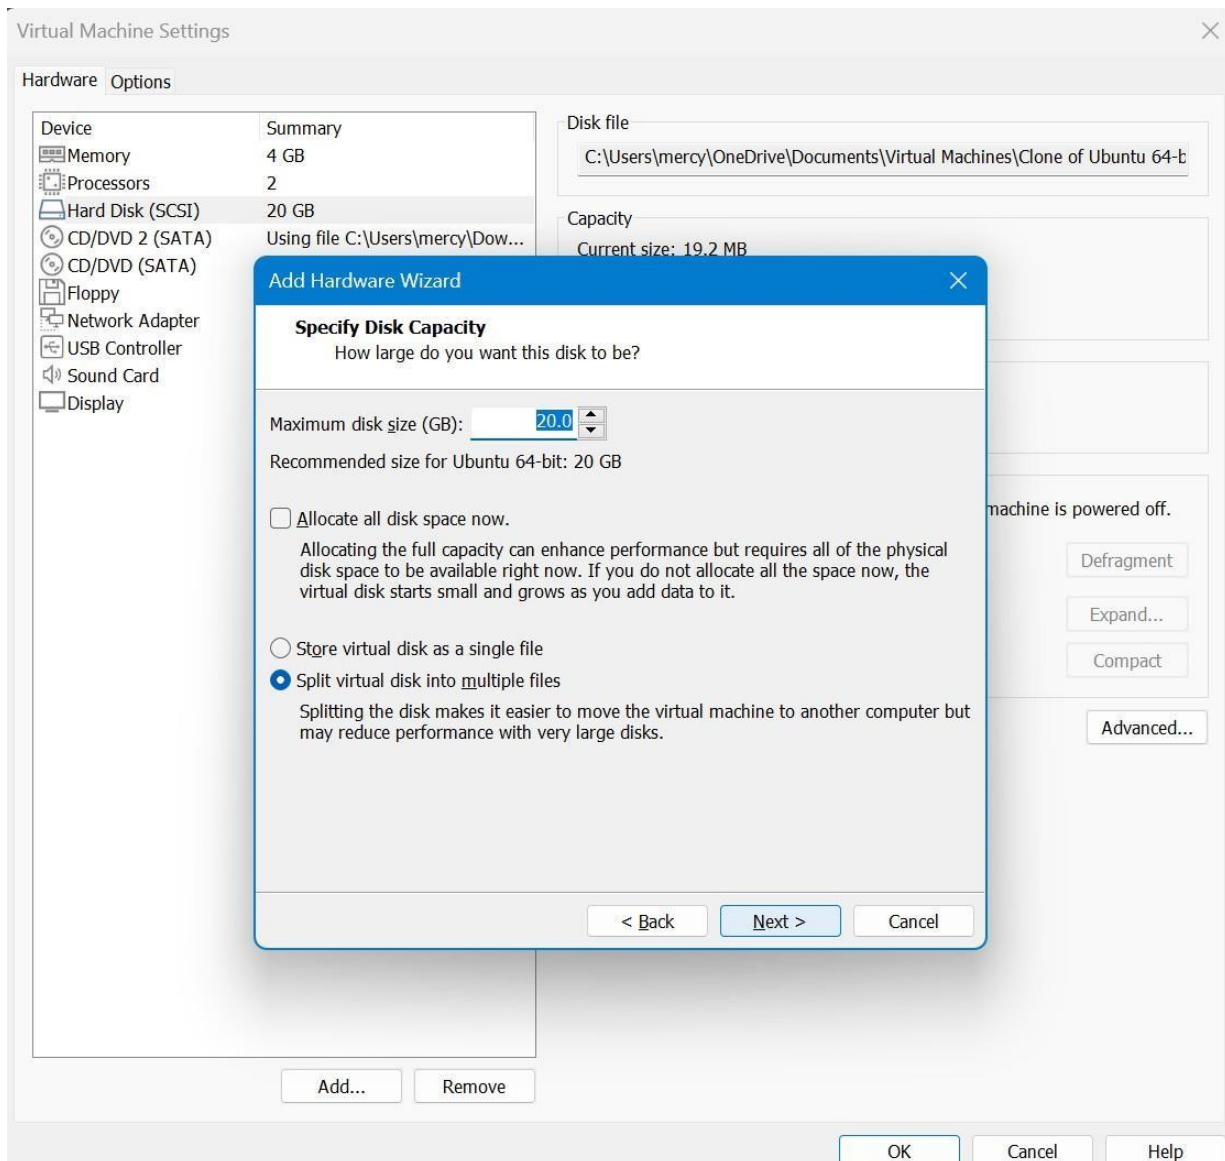 Virtual Machine Settings
Hardware Options
Device Summary
Memory 4 GB
Processors 2
Hard Disk (SCSI) 20 GB
CD/DVD 2 (SATA) Using file C:\Users\mercy\Dow...
CD/DVD (SATA)
Floppy
Network Adapter
USB Controller
Sound Card
Display
Add... Remove
Disk file
C:\Users\mercy\OneDrive\Documents\Virtual Machines\Clone of Ubuntu 64-b
Capacity
Current size: 19.2 MB
machine is powered off.
Defragment
Expand...
Compact
Advanced...
Add Hardware Wizard
Specify Disk Capacity
How large do you want this disk to be?
Maximum disk size (GB): 20.0
Recommended size for Ubuntu 64-bit: 20 GB
Allocate all disk space now.
Allocating the full capacity can enhance performance but requires all of the physical
disk space to be available right now. If you do not allocate all the space now, the
virtual disk starts small and grows as you add data to it.
Store virtual disk as a single file
Split virtual disk into multiple files
Splitting the disk makes it easier to move the virtual machine to another computer but
may reduce performance with very large disks.
< Back Next > Cancel
OK Cancel Help